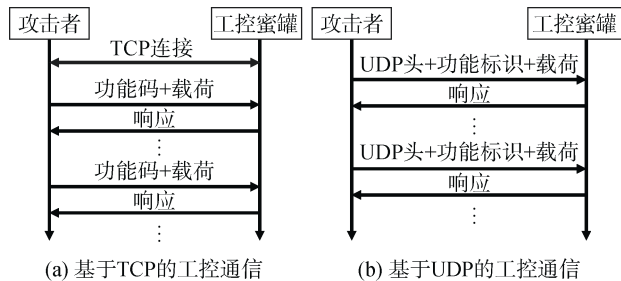 攻击者
工控蜜罐
TCP连接
功能码+载荷
响应
⋮
功能码+载荷
响应
⋮
(a) 基于TCP的工控通信
攻击者
工控蜜罐
UDP头+功能标识+载荷
响应
⋮
UDP头+功能标识+载荷
响应
⋮
(b) 基于UDP的工控通信